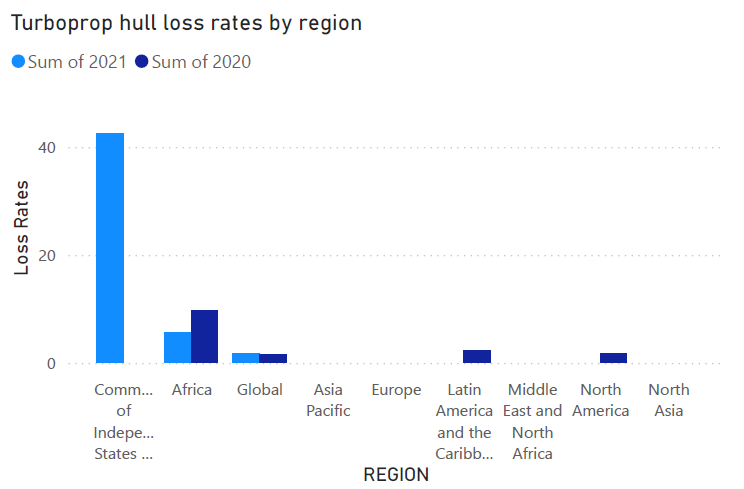 Turboprop hull loss rates by region
Sum of 2021 Sum of 2020
Loss Rates
40
20
0
Comm...
of
Indepe...
States ...
Africa
Global
Asia
Pacific
Europe
Latin
America
and the
Caribb...
Middle
East and
North
Africa
North
America
North
Asia
REGION